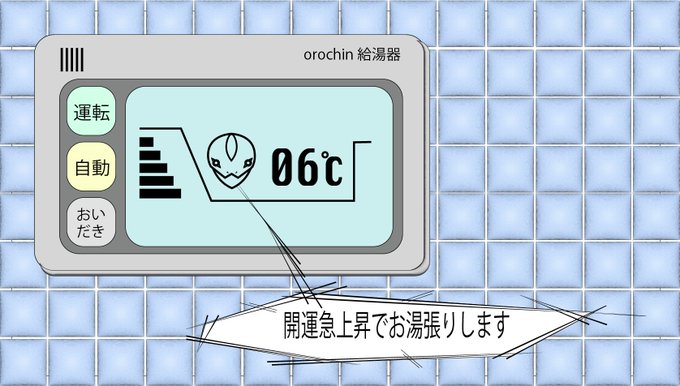 orochin 給湯器
運転
自動
おい
だき
06℃
開運急上昇でお湯張りします